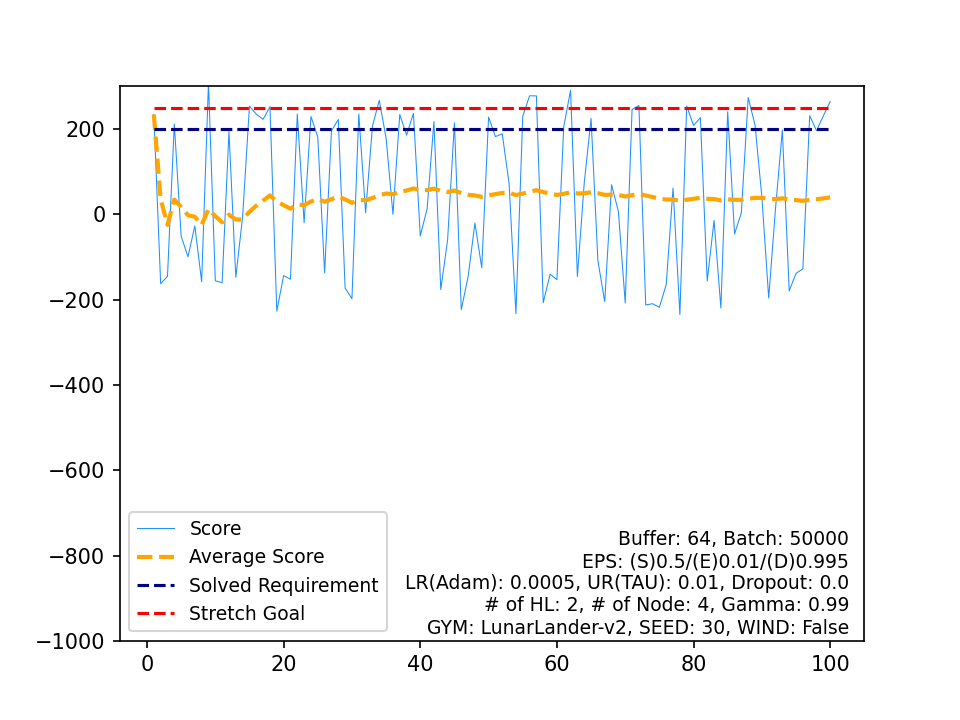 200
0
−200
−400
−600
−800
−1000
0
20
40
60
80
100
Score
Average Score
Solved Requirement
Stretch Goal
Buffer: 64, Batch: 50000
EPS: (S)0.5/(E)0.01/(D)0.995
LR(Adam): 0.0005, UR(TAU): 0.01, Dropout: 0.0
# of HL: 2, # of Node: 4, Gamma: 0.99
GYM: LunarLander-v2, SEED: 30, WIND: False